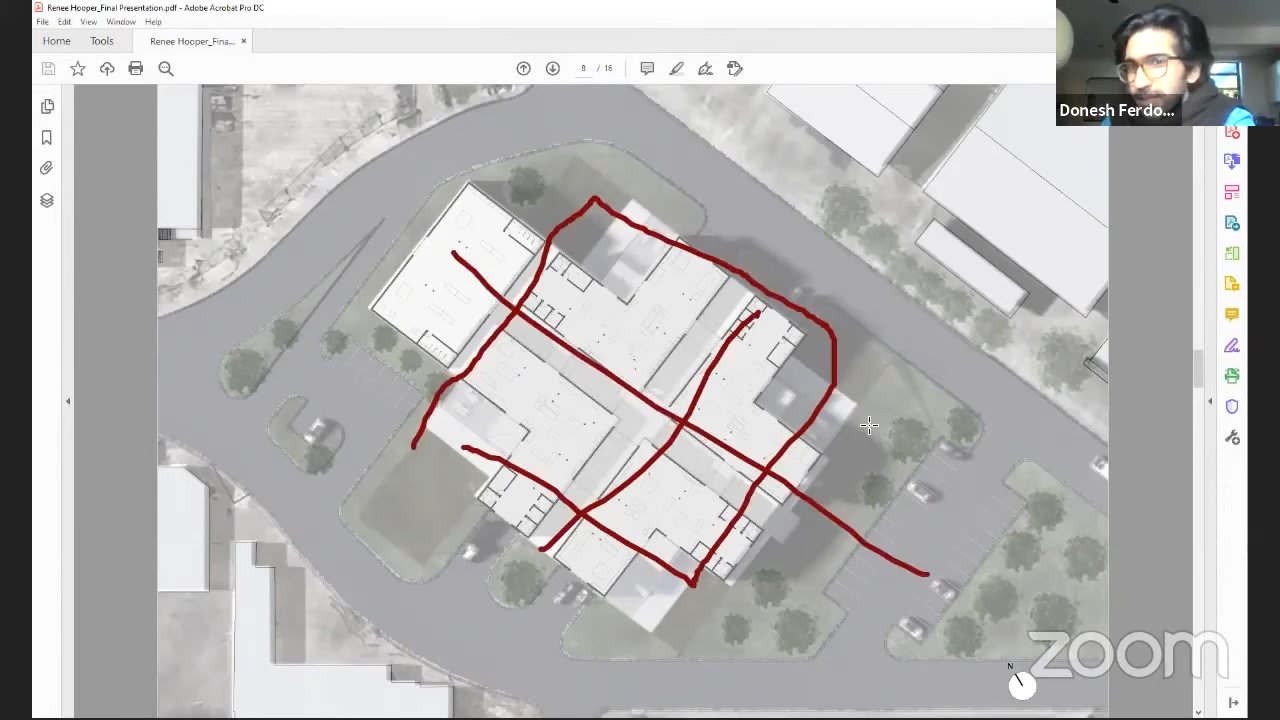 Renee Hooper_Final Presentation.pdf - Adobe Acrobat Pro DC
File Edit View Window Help
Home Tools Renee Hooper_Fina... ×
8 / 16
Donesh Ferdo...
N
zoom